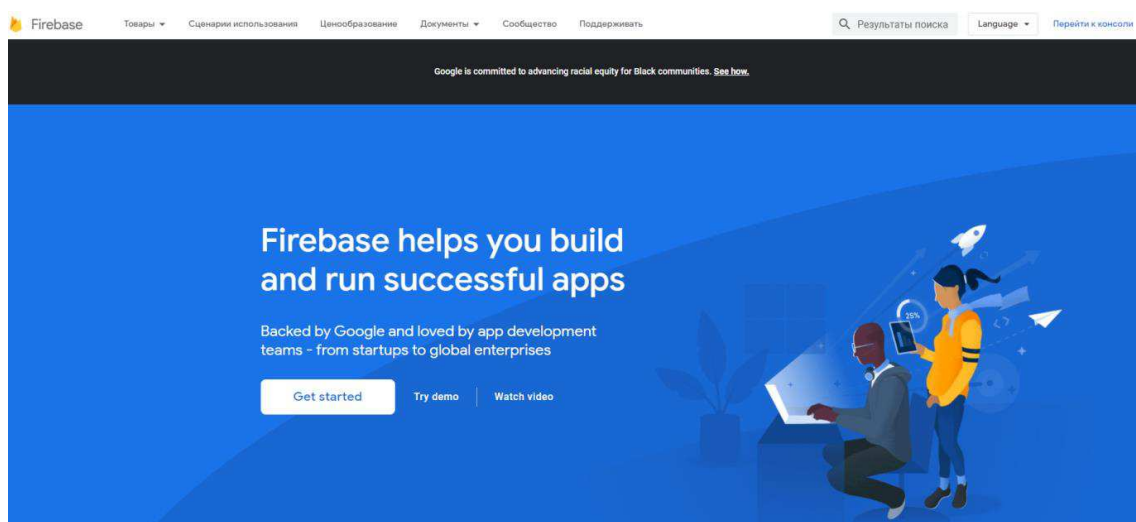 Firebase Товары Сценарии использования Ценообразование Документы Сообщество Поддерживать Результаты поиска Language Перейти к консоли
Google is committed to advancing racial equity for Black communities. See how.
Firebase helps you build
and run successful apps
Backed by Google and loved by app development
teams - from startups to global enterprises
Get started Try demo Watch video
25%